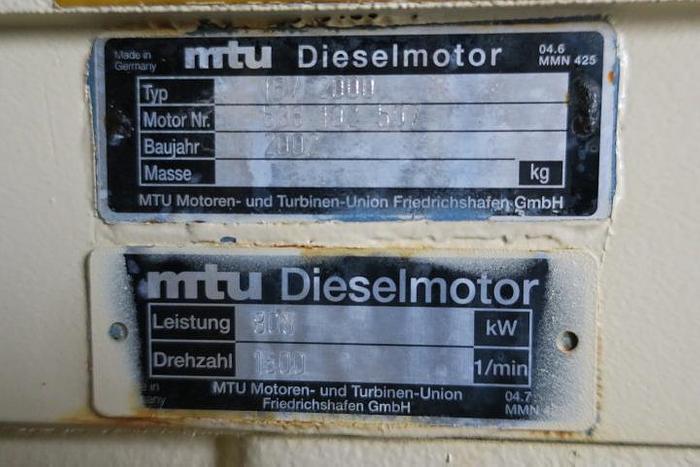 Made in
Germany
mtu Dieselmotor
04.6
MMN 425
Typ 2000
Motor Nr.
Baujahr 2002
Masse kg
MTU Motoren- und Turbinen-Union Friedrichshafen GmbH
mtu Dieselmotor
Leistung kW
Drehzahl 1/min
MTU Motoren- und Turbinen-Union
Friedrichshafen GmbH
04.7
MMN